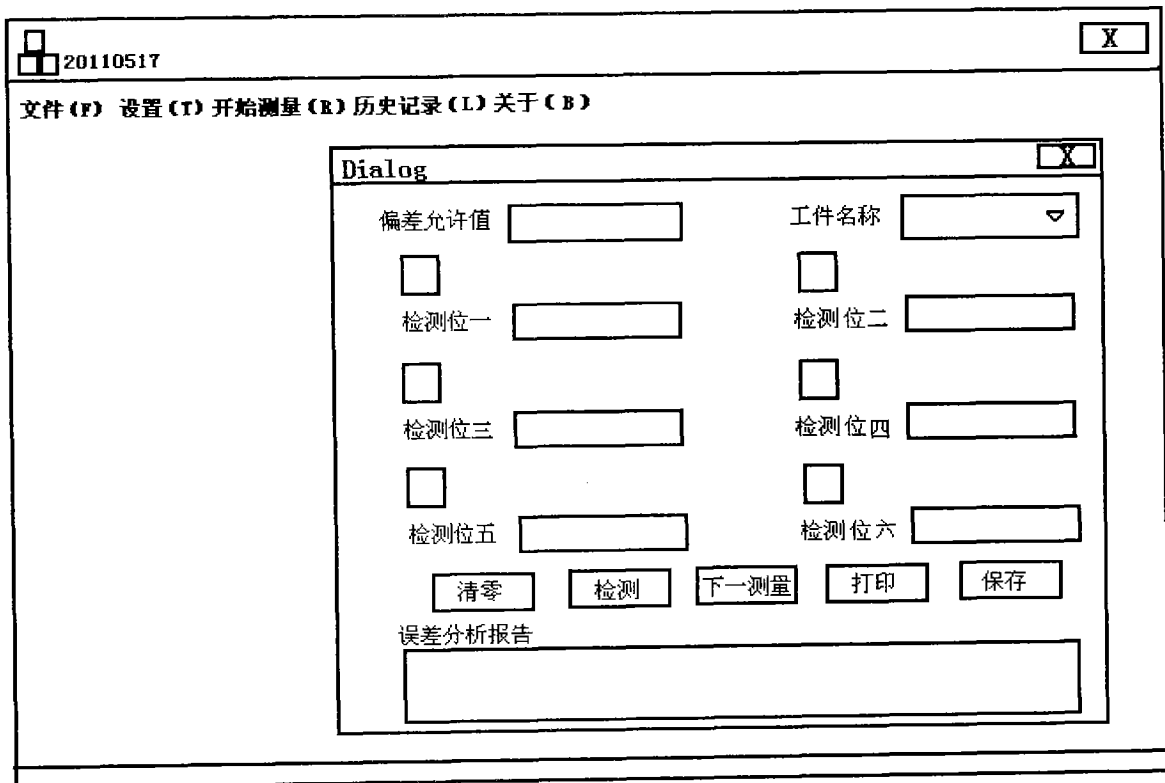 X
20110517
文件(F) 设置(T) 开始测量(R) 历史记录(L) 关于(B)
Dialog X
偏差允许值 工件名称
检测位一 检测位二
检测位三 检测位四
检测位五 检测位六
清零 检测 下一测量 打印 保存
误差分析报告